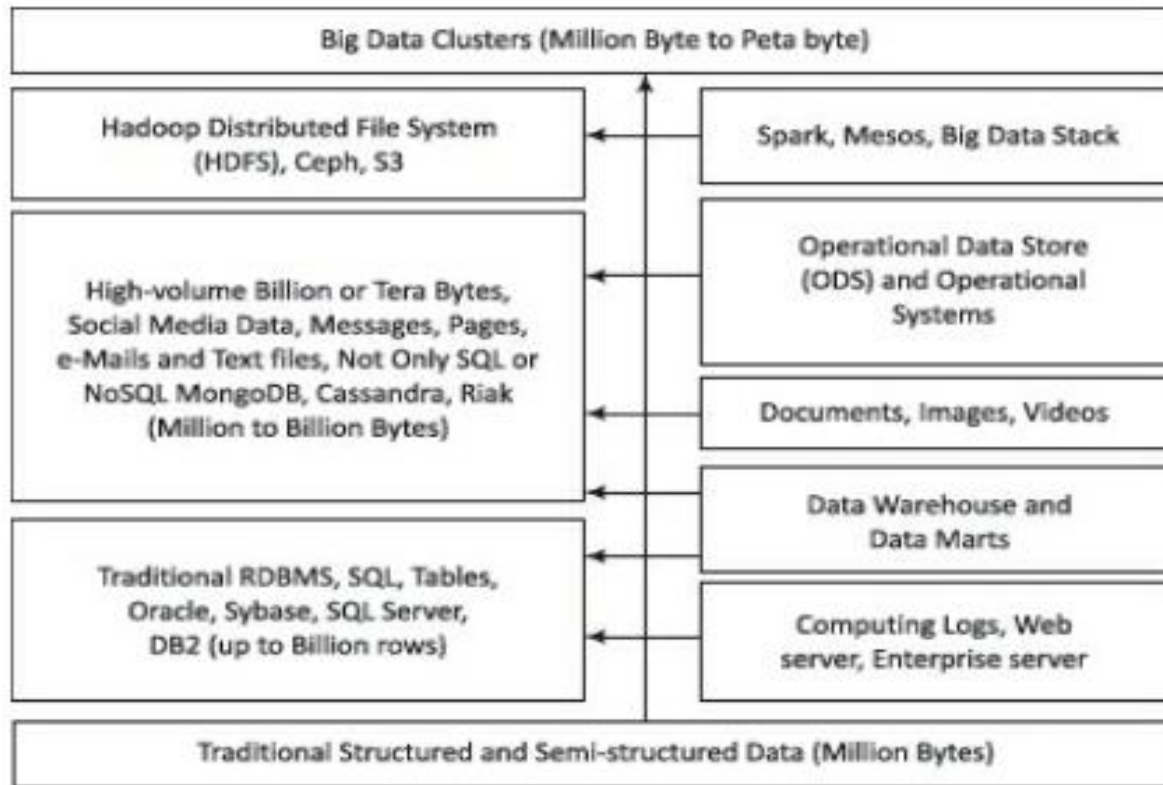 Big Data Clusters (Million Byte to Peta byte)
Hadoop Distributed File System
(HDFS), Ceph, S3
Spark, Mesos, Big Data Stack
High-volume Billion or Tera Bytes,
Social Media Data, Messages, Pages,
e-Mails and Text files, Not Only SQL or
NoSQL MongoDB, Cassandra, Riak
(Million to Billion Bytes)
Operational Data Store
(ODS) and Operational
Systems
Documents, Images, Videos
Data Warehouse and
Data Marts
Traditional RDBMS, SQL, Tables,
Oracle, Sybase, SQL Server,
DB2 (up to Billion rows)
Computing Logs, Web
server, Enterprise server
Traditional Structured and Semi-structured Data (Million Bytes)